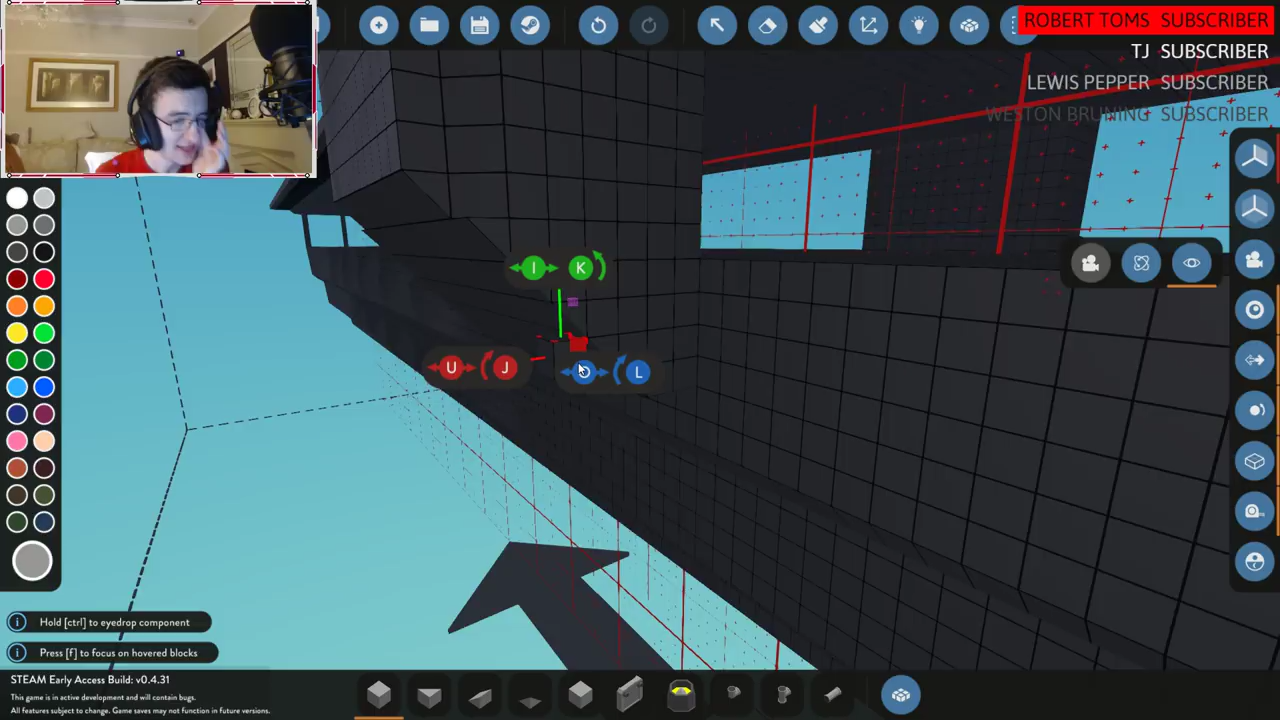 ROBERT TOMS SUBSCRIBER
TJ SUBSCRIBER
LEWIS PEPPER SUBSCRIBER
WESTON BRUNING SUBSCRIBER
I K
U J
O L
Hold [ctrl] to eyedrop component
Press [f] to focus on hovered blocks
STEAM Early Access Build: v0.4.31
This game is in active development and will contain bugs.
All features subject to change. Game saves may not function in future versions.